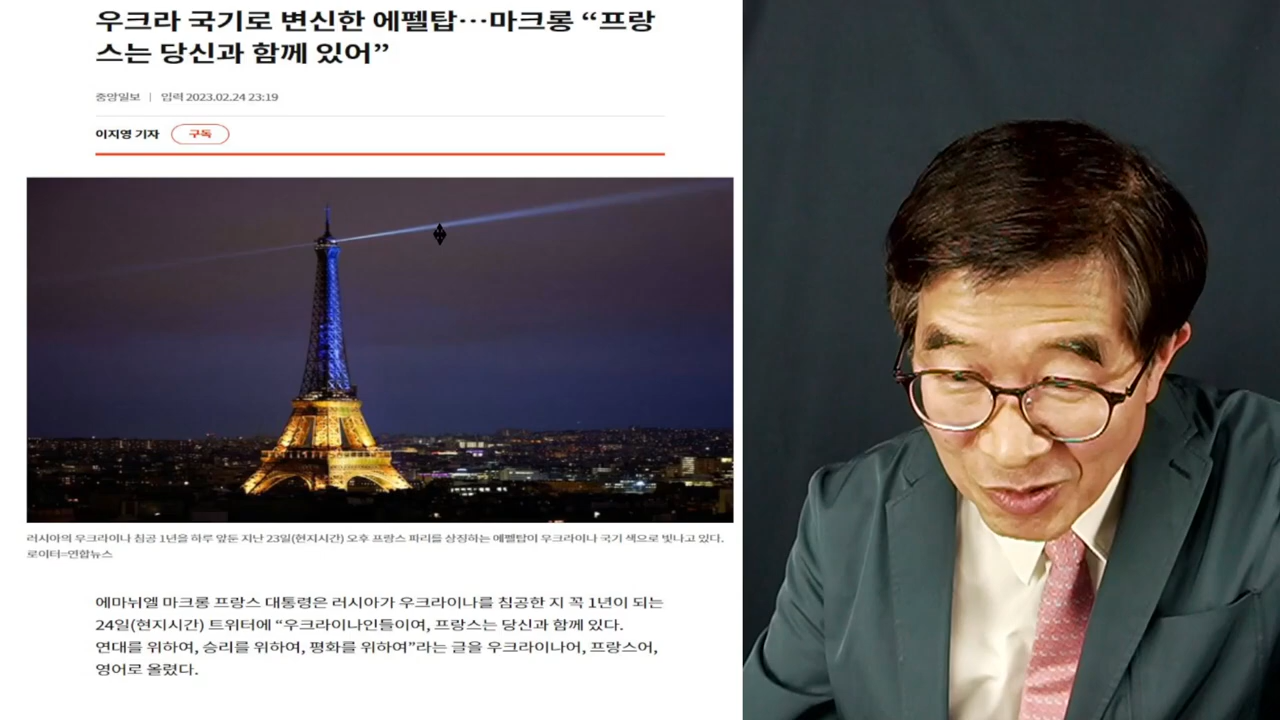 우크라 국기로 변신한 에펠탑…마크롱 “프랑
스는 당신과 함께 있어”
중앙일보 | 입력 2023.02.24 23:19
이지영 기자 구독
러시아의 우크라이나 침공 1년을 하루 앞둔 지난 23일(현지시간) 오후 프랑스 파리를 상징하는 에펠탑이 우크라이나 국기 색으로 빛나고 있다.
로이터=연합뉴스
에마뉘엘 마크롱 프랑스 대통령은 러시아가 우크라이나를 침공한 지 꼭 1년이 되는
24일(현지시간) 트위터에 “우크라이나인들이여, 프랑스는 당신과 함께 있다.
연대를 위하여, 승리를 위하여, 평화를 위하여”라는 글을 우크라이나어, 프랑스어,
영어로 올렸다.